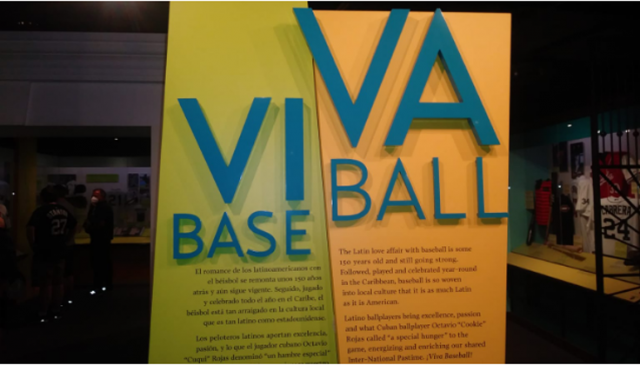 VIVA
BASEBALL
El romance de los latinoamericanos con
el béisbol se remonta unos 150 años
atrás y aún sigue vigente. Seguido, jugado
y celebrado todo el año en el Caribe, el
béisbol está tan arraigado en la cultura local
que es tan latino como estadounidense.
Los peloteros latinos aportan excelencia,
pasión, y lo que el jugador cubano Octavio
"Cuqui" Rojas denominó "un hambre especial"
The Latin love affair with baseball is some
150 years old and still going strong.
Followed, played and celebrated year-round
in the Caribbean, baseball is so woven
into local culture that it is as much Latin
as it is American.
Latino ballplayers bring excellence, passion
and what Cuban ballplayer Octavio "Cookie"
Rojas called "a special hunger" to the
game, energizing and enriching our shared
Inter-National Pastime. ¡Viva Baseball!
27
BRERA
24